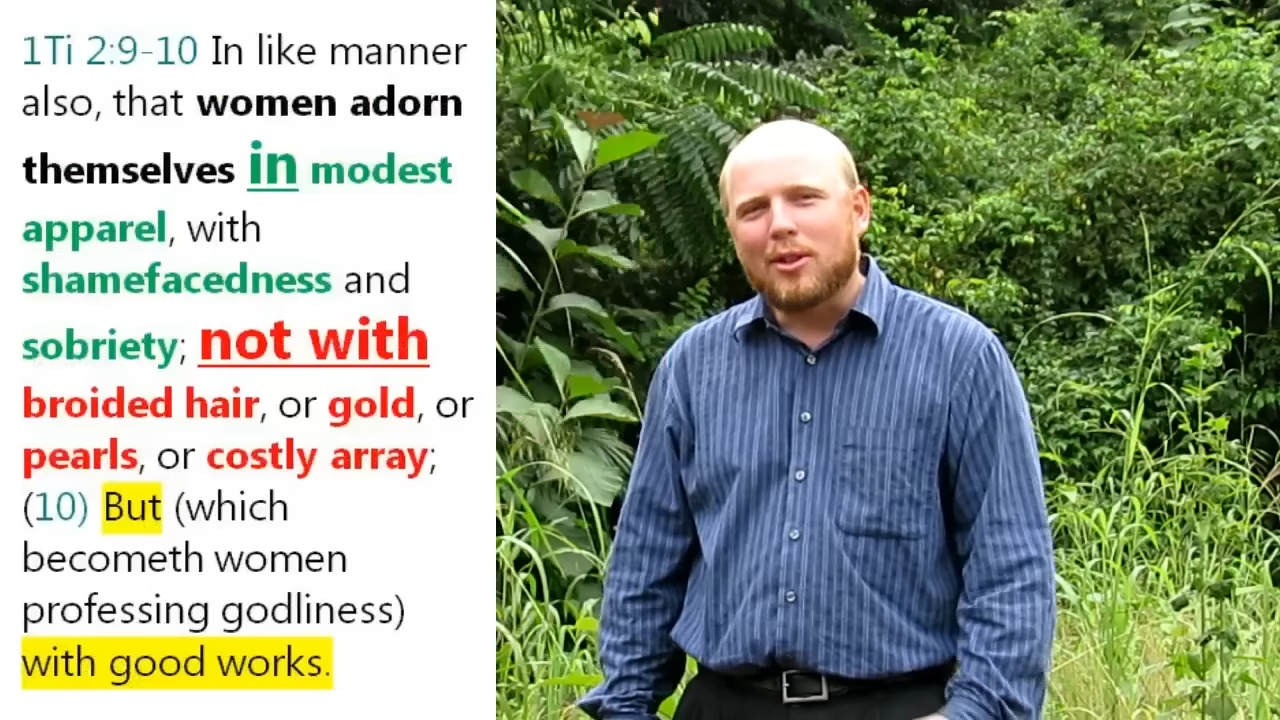 1Ti 2:9-10 In like manner
also, that women adorn
themselves in modest
apparel, with
shamefacedness and
sobriety; not with
broided hair, or gold, or
pearls, or costly array;
(10) But (which
becometh women
professing godliness)
with good works.